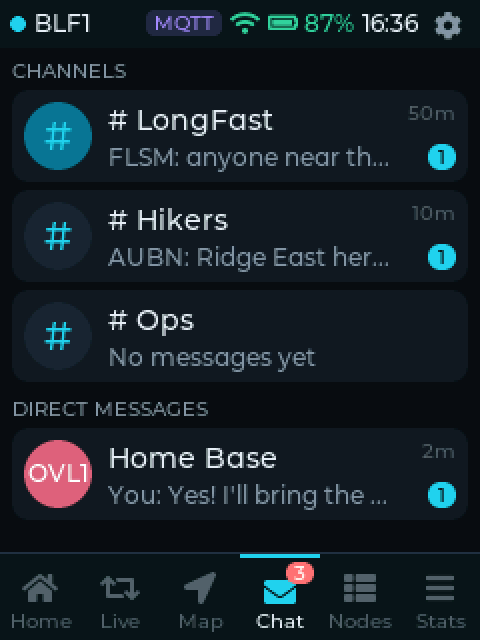 BLF1 MQTT 87% 16:36
CHANNELS
# # LongFast 50m
FLSM: anyone near th... 1
# # Hikers 10m
AUBN: Ridge East her... 1
# # Ops
No messages yet
DIRECT MESSAGES
OVL1 Home Base 2m
You: Yes! I'll bring the ... 1
3
Home Live Map Chat Nodes Stats